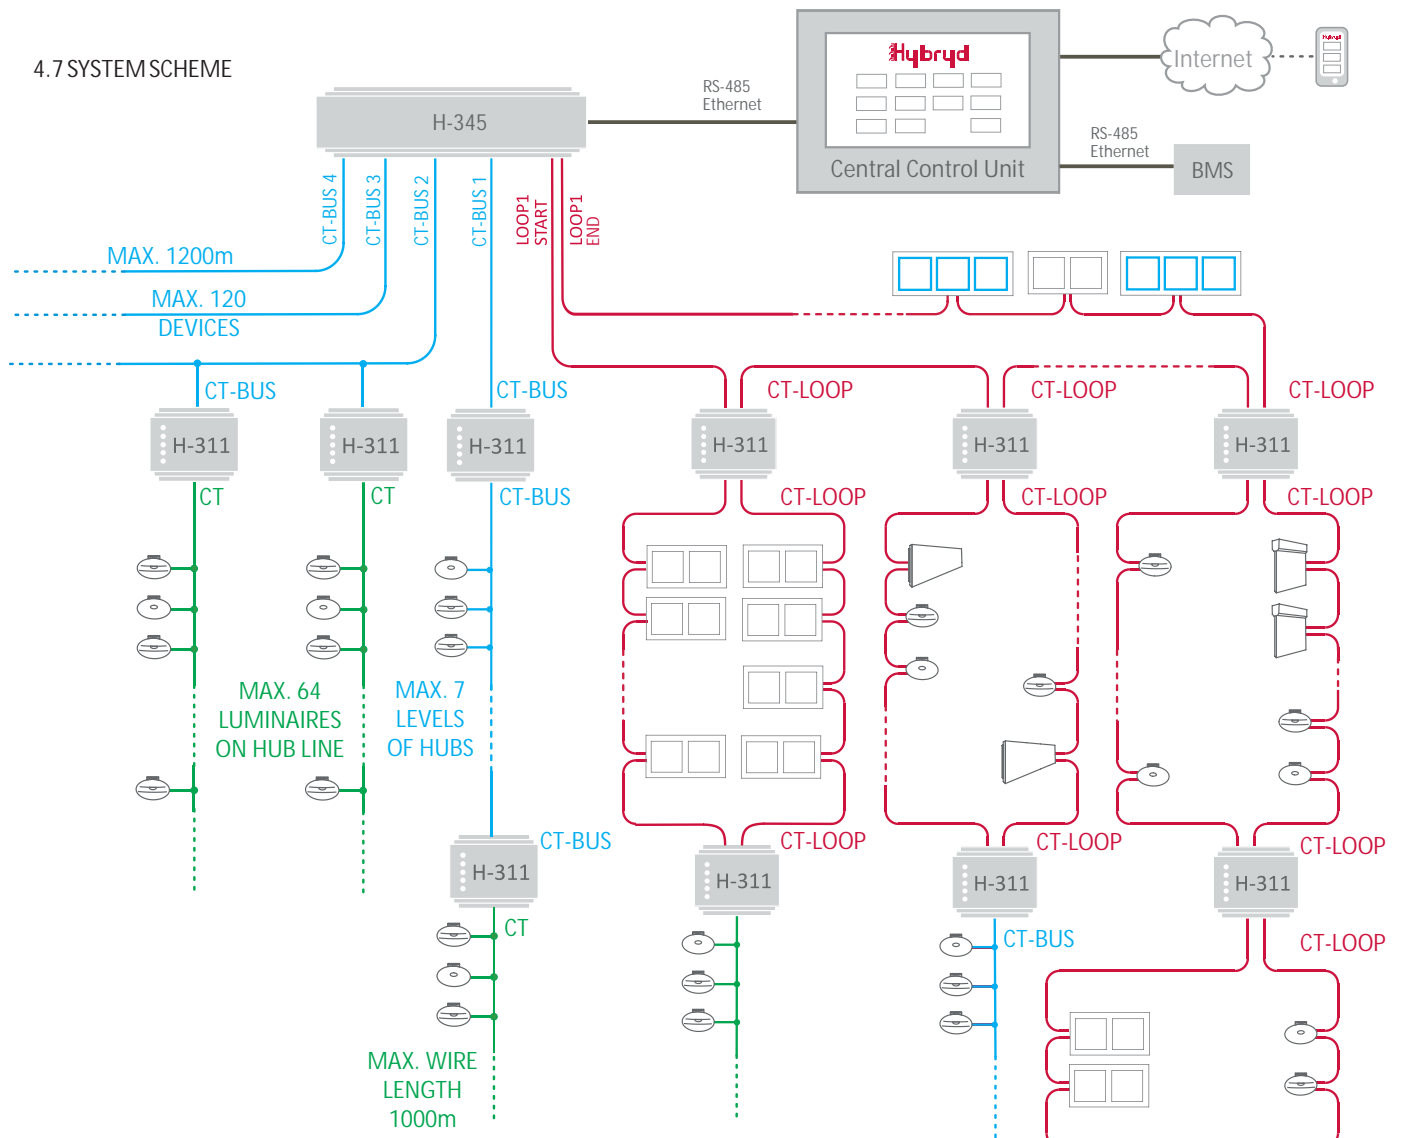 4.7 SYSTEM SCHEME
Hybryd
Internet
Hybryd
RS-485
Ethernet
H-345
RS-485
Ethernet
Central Control Unit
BMS
CT-BUS 4
CT-BUS 3
CT-BUS 2
CT-BUS 1
LOOP1
START
LOOP1
END
MAX. 1200m
MAX. 120
DEVICES
CT-BUS
CT-BUS
CT-LOOP
CT-LOOP
CT-LOOP
H-311
H-311
H-311
H-311
H-311
H-311
CT
CT
CT-BUS
CT-LOOP
CT-LOOP
CT-LOOP
MAX. 64
LUMINAIRES
ON HUB LINE
MAX. 7
LEVELS
OF HUBS
CT-BUS
CT-LOOP
CT-LOOP
CT-LOOP
H-311
H-311
H-311
H-311
CT
CT-BUS
CT-LOOP
MAX. WIRE
LENGTH
1000m